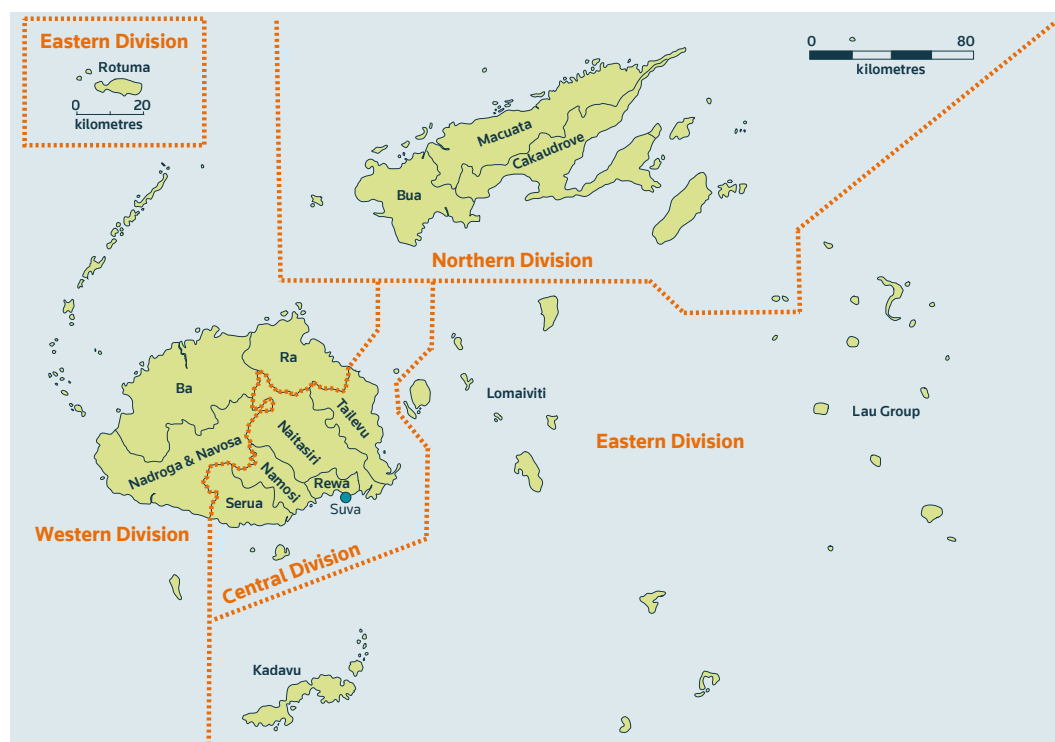 Eastern Division
Rotuma
0 20
kilometres
0 80
kilometres
Macuata
Cakaudrove
Bua
Northern Division
Ra
Ba
Tailevu
Naitasiri
Nadroga & Navosa
Namosi
Rewa
Serua
Suva
Lomaiviti
Lau Group
Eastern Division
Western Division
Central Division
Kadavu